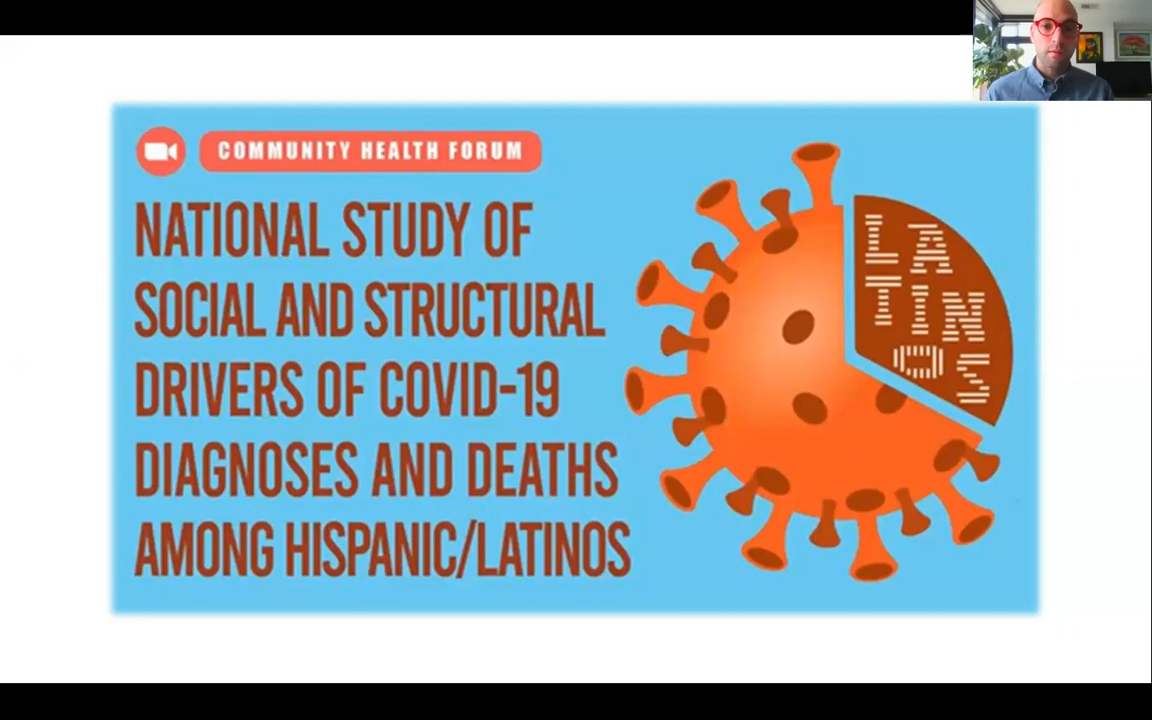 COMMUNITY HEALTH FORUM
NATIONAL STUDY OF
SOCIAL AND STRUCTURAL
DRIVERS OF COVID-19
DIAGNOSES AND DEATHS
AMONG HISPANIC/LATINOS
LA
TIN
OS